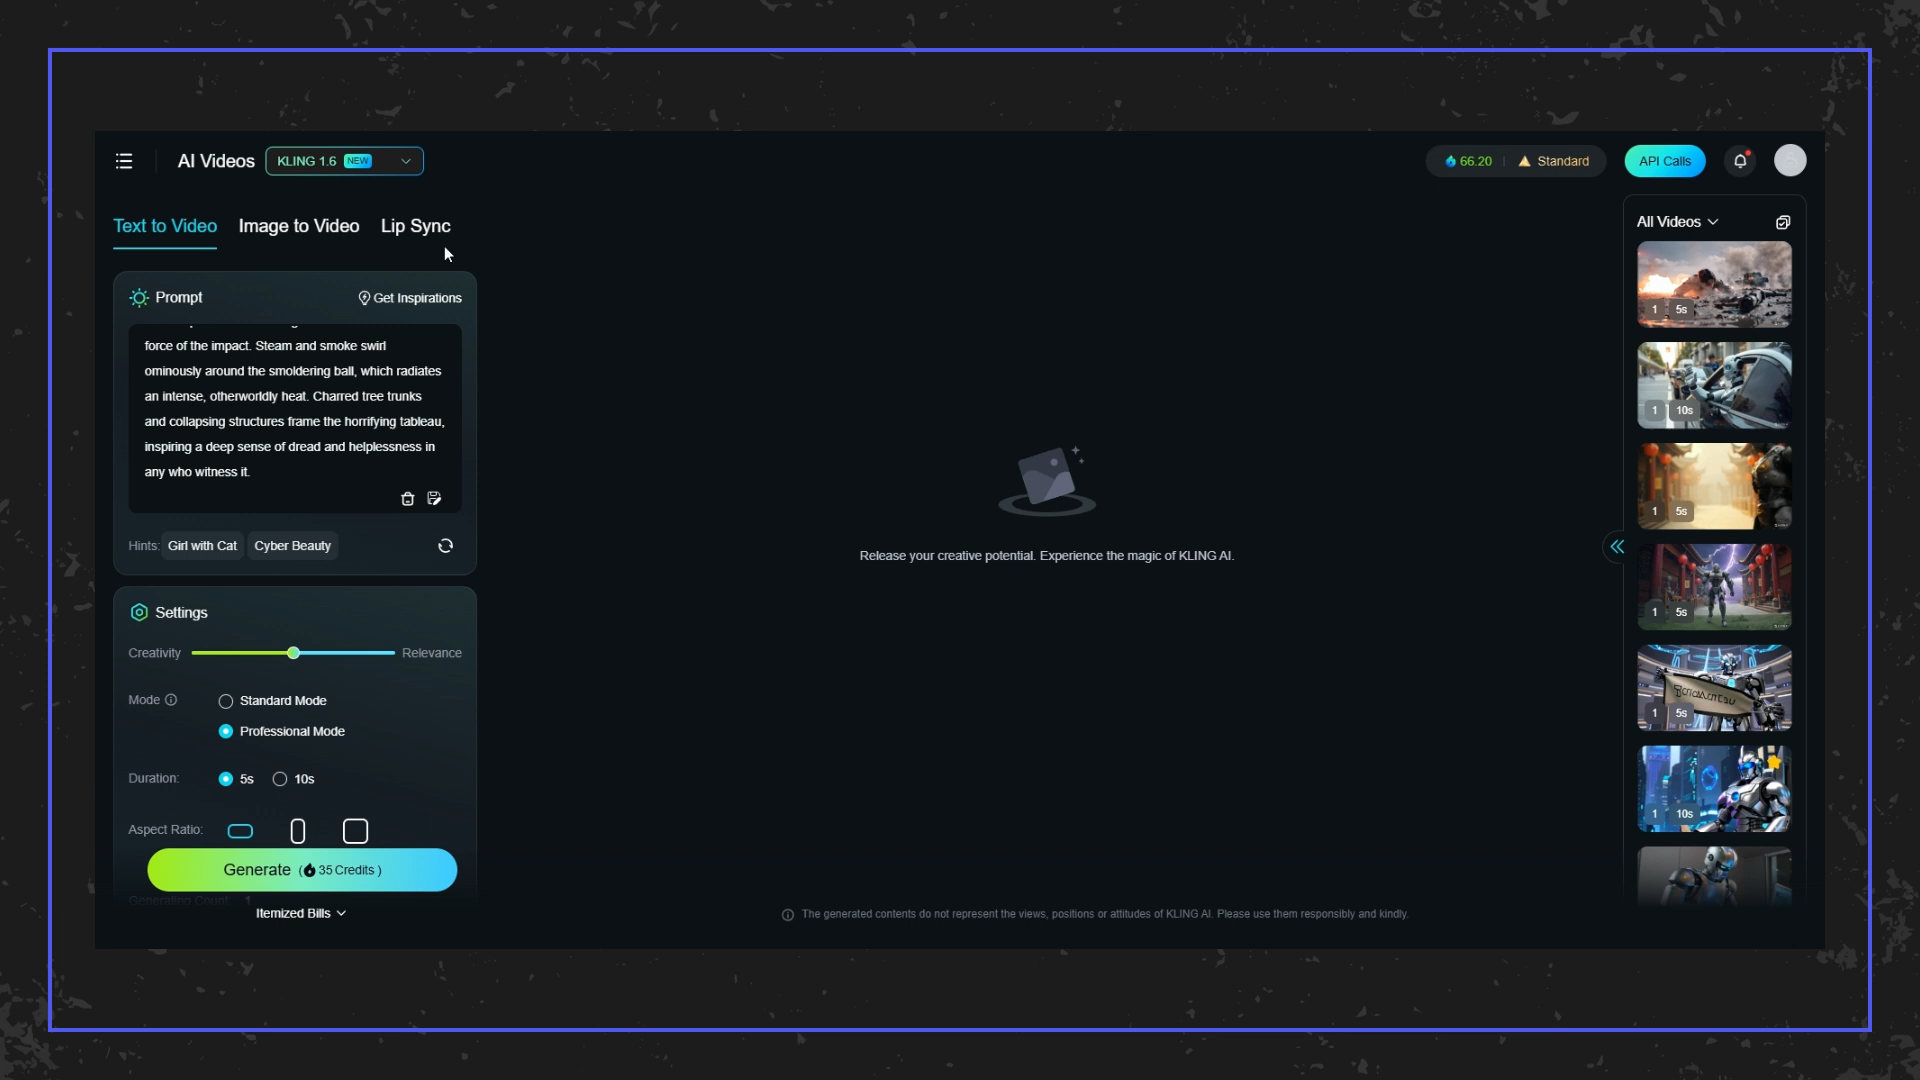 AI Videos
KLING 1.6 NEW
66.20
Standard
API Calls
Text to Video
Image to Video
Lip Sync
All Videos
Prompt
Get Inspirations
force of the impact. Steam and smoke swirl
ominously around the smoldering ball, which radiates
an intense, otherworldly heat. Charred tree trunks
and collapsing structures frame the horrifying tableau,
inspiring a deep sense of dread and helplessness in
any who witness it.
Hints: Girl with Cat Cyber Beauty
Settings
Creativity
Relevance
Mode
Standard Mode
Professional Mode
Duration:
5s
10s
Aspect Ratio:
Generate ( 35 Credits )
Generating Count: 1
Itemized Bills
Release your creative potential. Experience the magic of KLING AI.
The generated contents do not represent the views, positions or attitudes of KLING AI. Please use them responsibly and kindly.
1 5s
1 10s
1 5s
1 5s
1 5s
1 10s